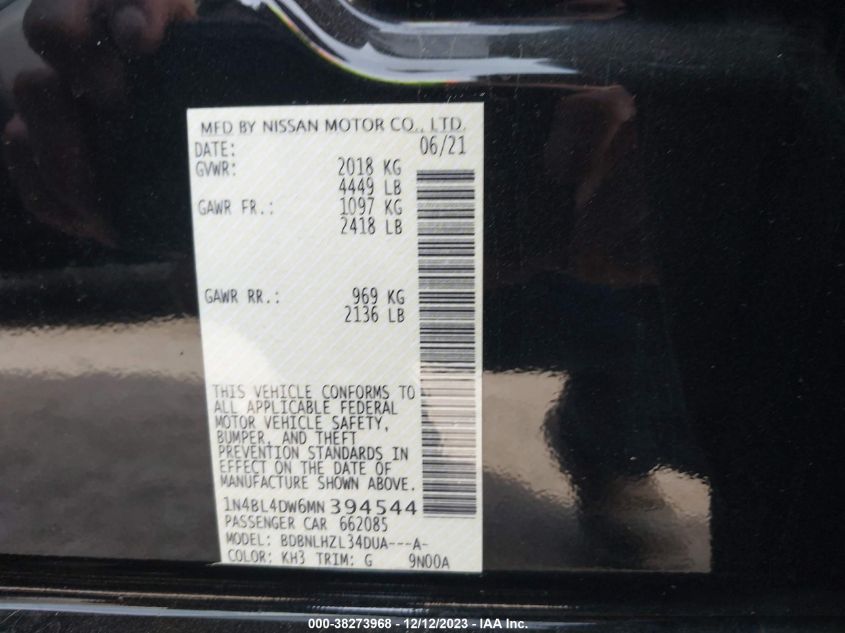 MFD BY NISSAN MOTOR CO., LTD.
DATE: 06/21
GVWR: 2018 KG
4449 LB
GAWR FR.: 1097 KG
2418 LB
GAWR RR.: 969 KG
2136 LB
THIS VEHICLE CONFORMS TO
ALL APPLICABLE FEDERAL
MOTOR VEHICLE SAFETY,
BUMPER, AND THEFT
PREVENTION STANDARDS IN
EFFECT ON THE DATE OF
MANUFACTURE SHOWN ABOVE.
1N4BL4DW6MN394544
PASSENGER CAR 662085
MODEL: BDBNLHZL34DUA---A-
COLOR: KH3 TRIM: G 9N00A
000-38273968 - 12/12/2023 - IAA Inc.